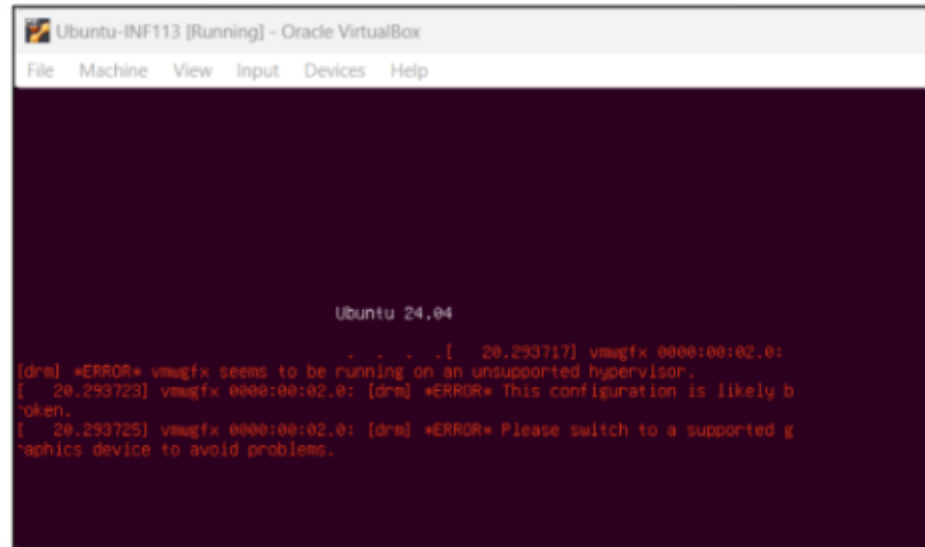 Ubuntu-INF113 [Running] - Oracle VirtualBox
File Machine View Input Devices Help
Ubuntu 24.04
. . . .[ 20.293717] vmwgfx 0000:00:02.0:
[drm] *ERROR* vmwgfx seems to be running on an unsupported hypervisor.
[ 20.293723] vmwgfx 0000:00:02.0: [drm] *ERROR* This configuration is likely b
roken.
[ 20.293725] vmwgfx 0000:00:02.0: [drm] *ERROR* Please switch to a supported g
raphics device to avoid problems.